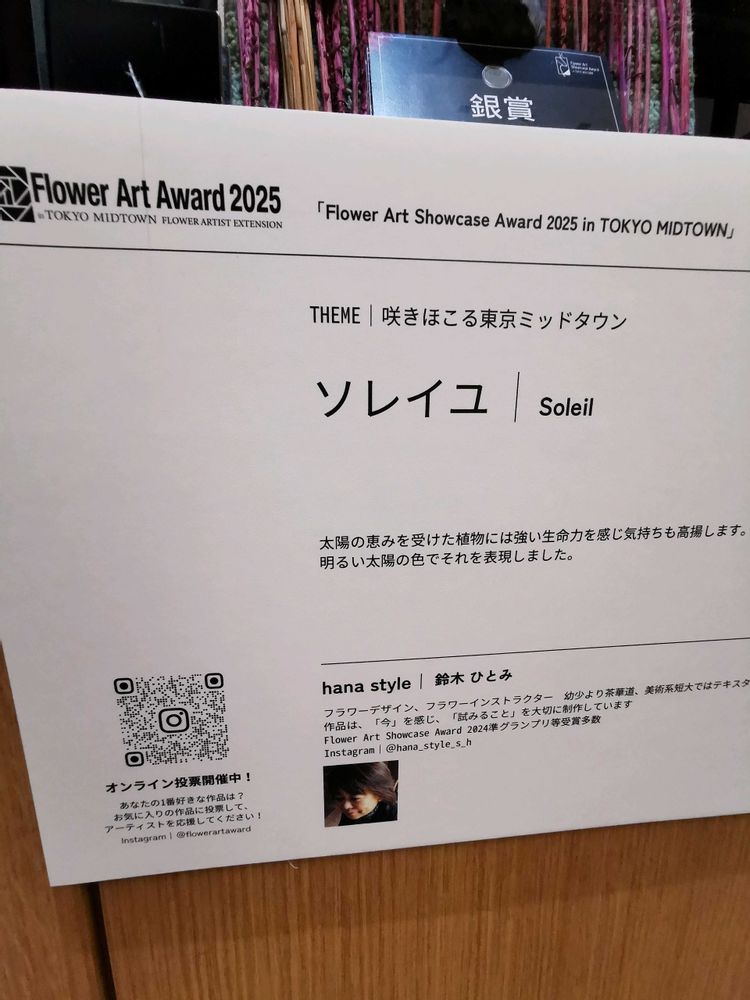 銀賞
Flower Art Award 2025
in TOKYO MIDTOWN FLOWER ARTIST EXTENSION
「Flower Art Showcase Award 2025 in TOKYO MIDTOWN」
THEME｜咲きほこる東京ミッドタウン
ソレイユ｜Soleil
太陽の恵みを受けた植物には強い生命力を感じ気持ちも高揚します。
明るい太陽の色でそれを表現しました。
hana style｜鈴木 ひとみ
フラワーデザイン、フラワーインストラクター　幼少より茶華道、美術系短大ではテキスタ
作品は、「今」を感じ、「試みること」を大切に制作しています
Flower Art Showcase Award 2024準グランプリ等受賞多数
Instagram｜@hana_style_s_h
オンライン投票開催中！
あなたの1番好きな作品は？
お気に入りの作品に投票して、
アーティストを応援してください！
Instagram｜@flowerartaward